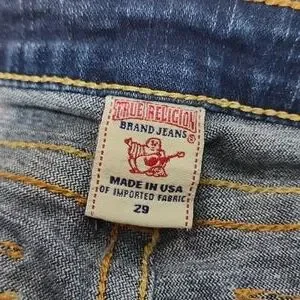 TRUE RELIGION
BRAND JEANS
MADE IN USA
OF IMPORTED FABRIC
29